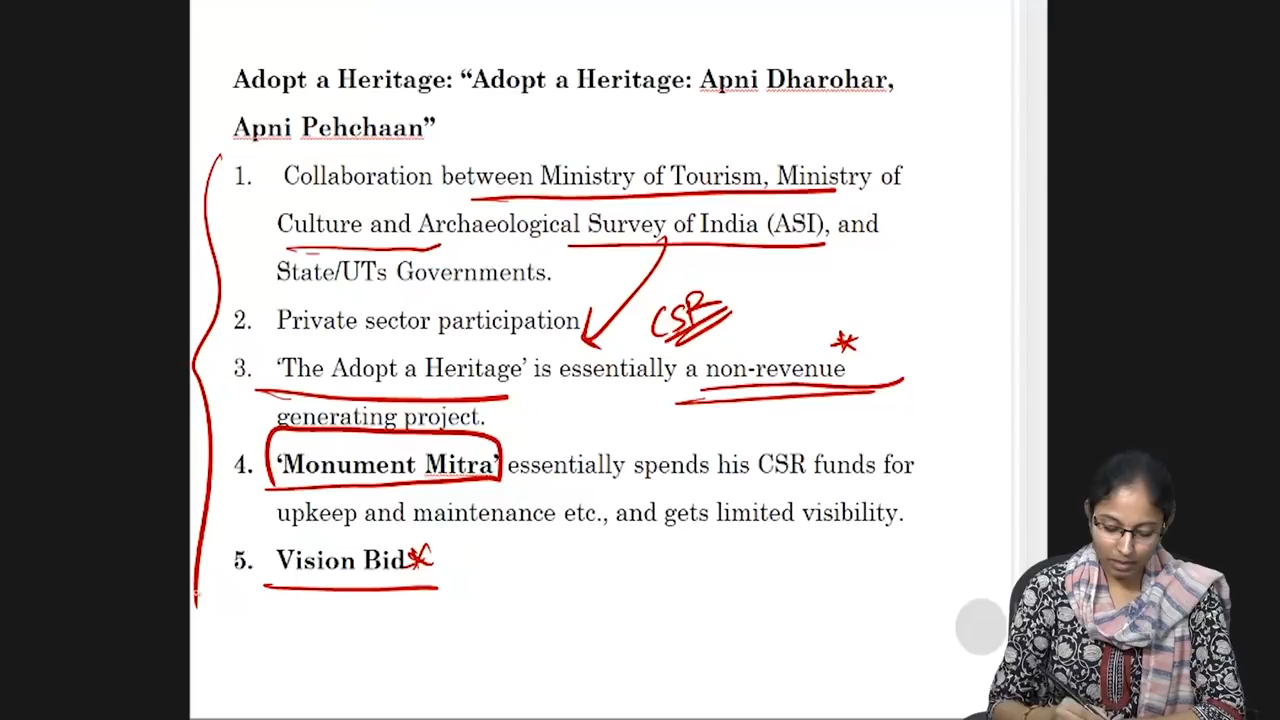 Adopt a Heritage: “Adopt a Heritage: Apni Dharohar,
Apni Pehchaan”
1. Collaboration between Ministry of Tourism, Ministry of
Culture and Archaeological Survey of India (ASI), and
State/UTs Governments.
2. Private sector participation
CSR
3. ‘The Adopt a Heritage’ is essentially a non-revenue
generating project.
4. ‘Monument Mitra’ essentially spends his CSR funds for
upkeep and maintenance etc., and gets limited visibility.
5. Vision Bid